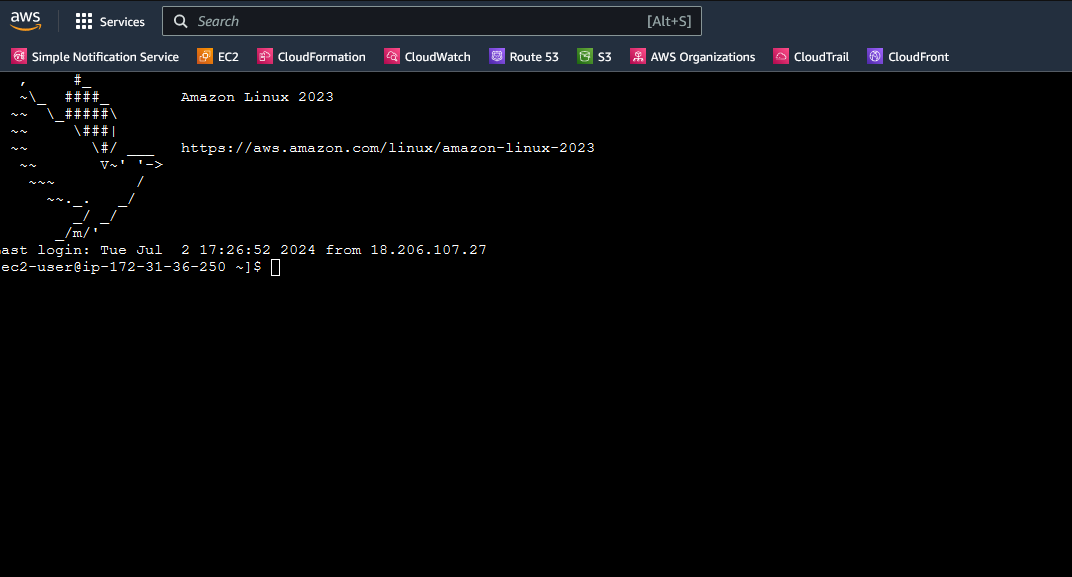 aws Services Search [Alt+S]
Simple Notification Service EC2 CloudFormation CloudWatch Route 53 S3 AWS Organizations CloudTrail CloudFront
  ,     #_
  ~\_  ####_        Amazon Linux 2023
 ~~  \_#####\
 ~~     \###|
 ~~       \#/ ___   https://aws.amazon.com/linux/amazon-linux-2023
  ~~       V~' '->
   ~~~         /
     ~~._.   _/
        _/ _/
      _/m/'
ast login: Tue Jul  2 17:26:52 2024 from 18.206.107.27
ec2-user@ip-172-31-36-250 ~]$